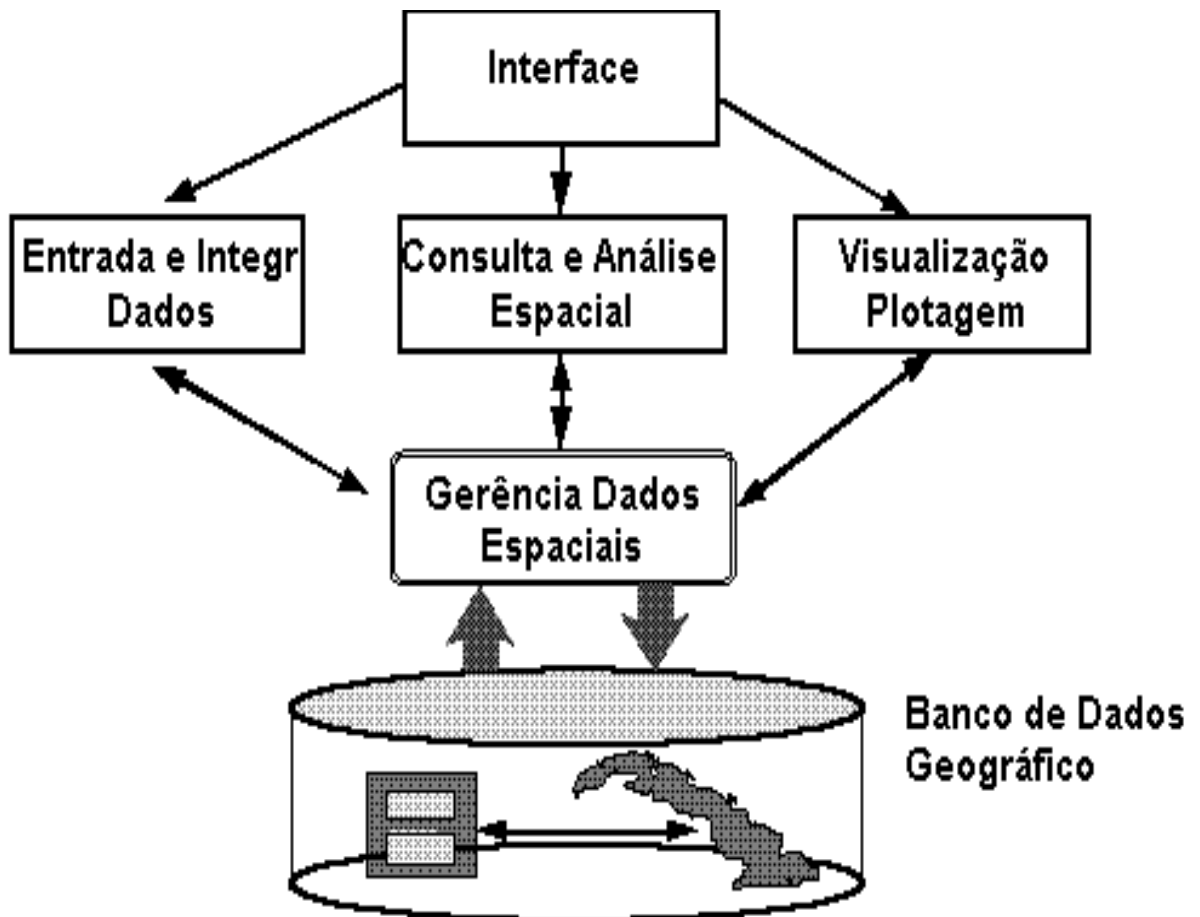 Interface
Entrada e Integr
Dados
Consulta e Análise
Espacial
Visualização
Plotagem
Gerência Dados
Espaciais
Banco de Dados
Geográfico